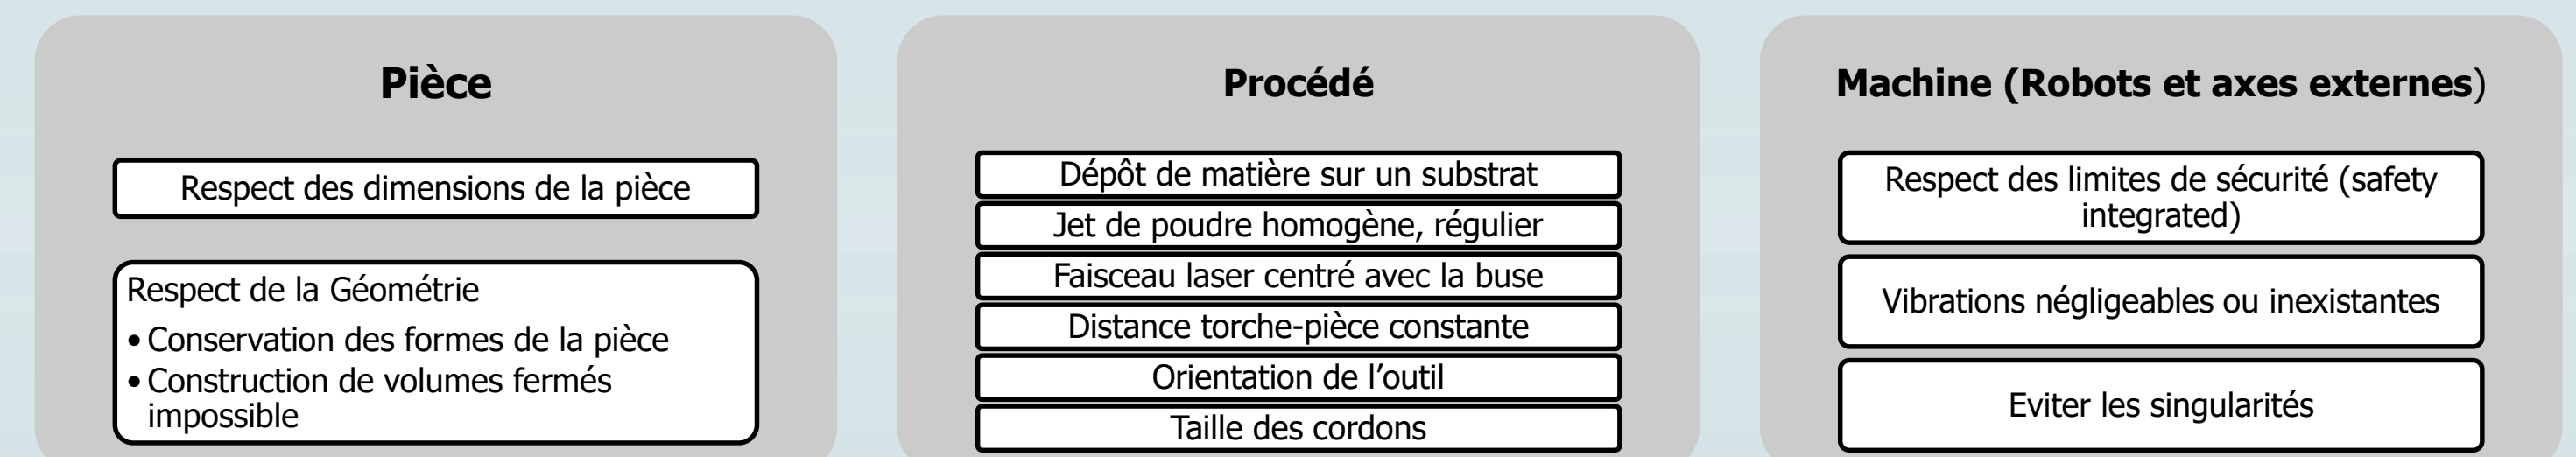 Pièce
Respect des dimensions de la pièce
Respect de la Géométrie
• Conservation des formes de la pièce
• Construction de volumes fermés
impossible
Procédé
Dépôt de matière sur un substrat
Jet de poudre homogène, régulier
Faisceau laser centré avec la buse
Distance torche-pièce constante
Orientation de l’outil
Taille des cordons
Machine (Robots et axes externes)
Respect des limites de sécurité (safety
integrated)
Vibrations négligeables ou inexistantes
Eviter les singularités